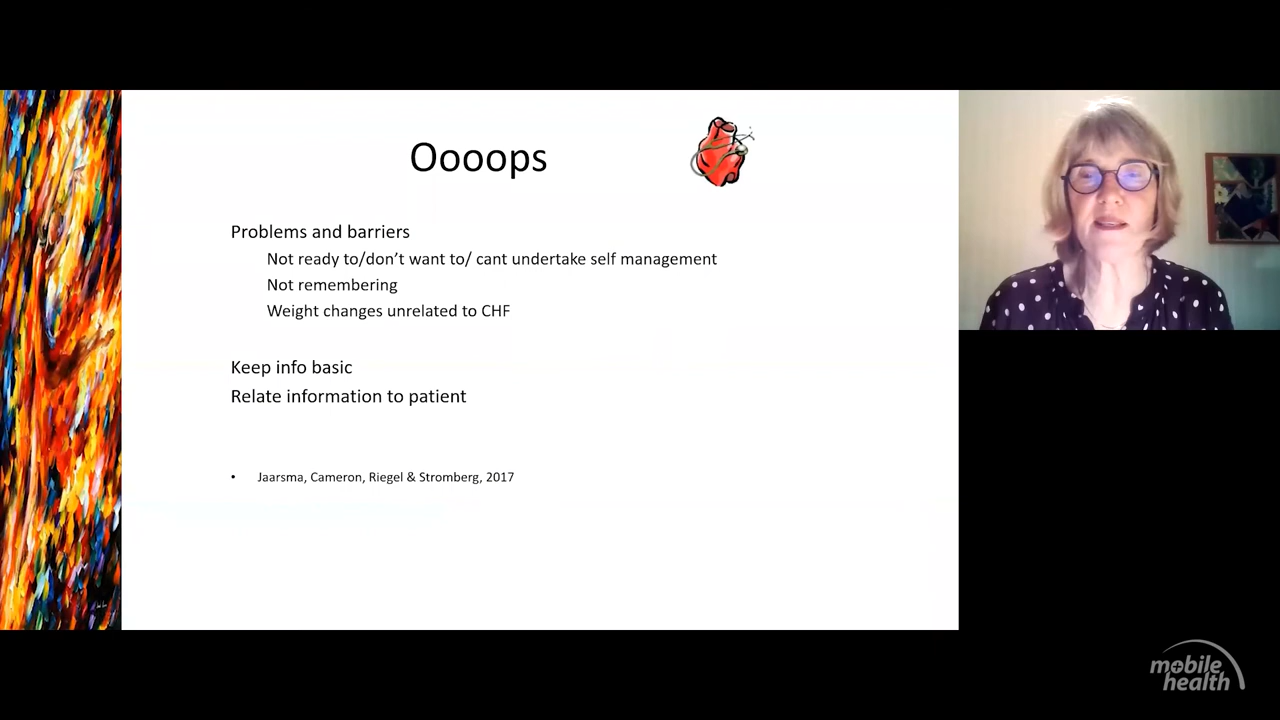 Oooops
Problems and barriers
Not ready to/don't want to/ cant undertake self management
Not remembering
Weight changes unrelated to CHF
Keep info basic
Relate information to patient
• Jaarsma, Cameron, Riegel & Stromberg, 2017
mobile
health